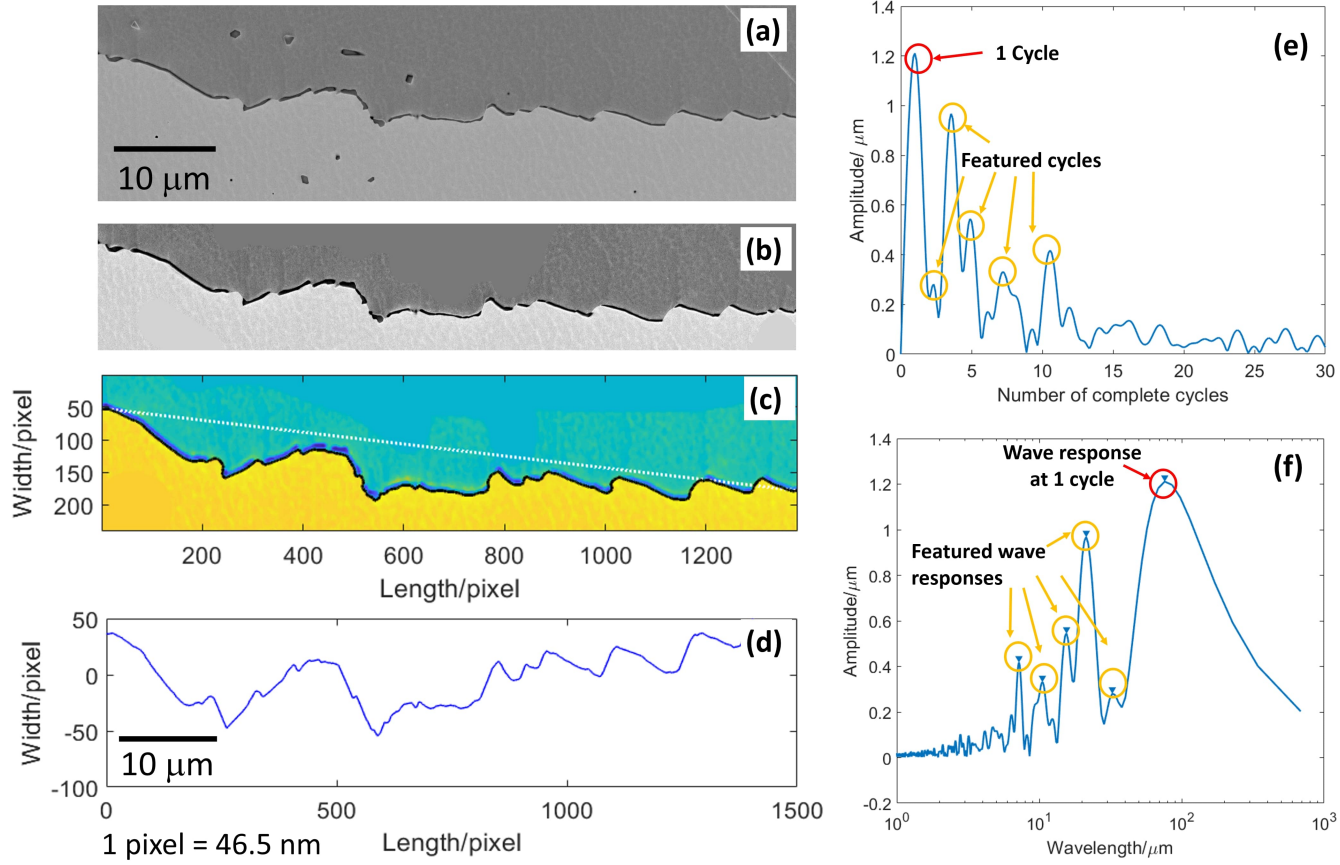 (a)
10 μm
(b)
(c)
Width/pixel
50
100
150
200
200
400
600
800
1000
1200
Length/pixel
(d)
Width/pixel
50
0
-50
-100
10 μm
0
500
1000
1500
Length/pixel
1 pixel = 46.5 nm
(e)
1 Cycle
Featured cycles
Amplitude/ μm
1.4
1.2
1
0.8
0.6
0.4
0.2
0
0
5
10
15
20
25
30
Number of complete cycles
(f)
Wave response
at 1 cycle
Featured wave
responses
Amplitude/μm
1.4
1.2
1
0.8
0.6
0.4
0.2
0
-0.2
10⁰
10¹
10²
10³
Wavelength/μm